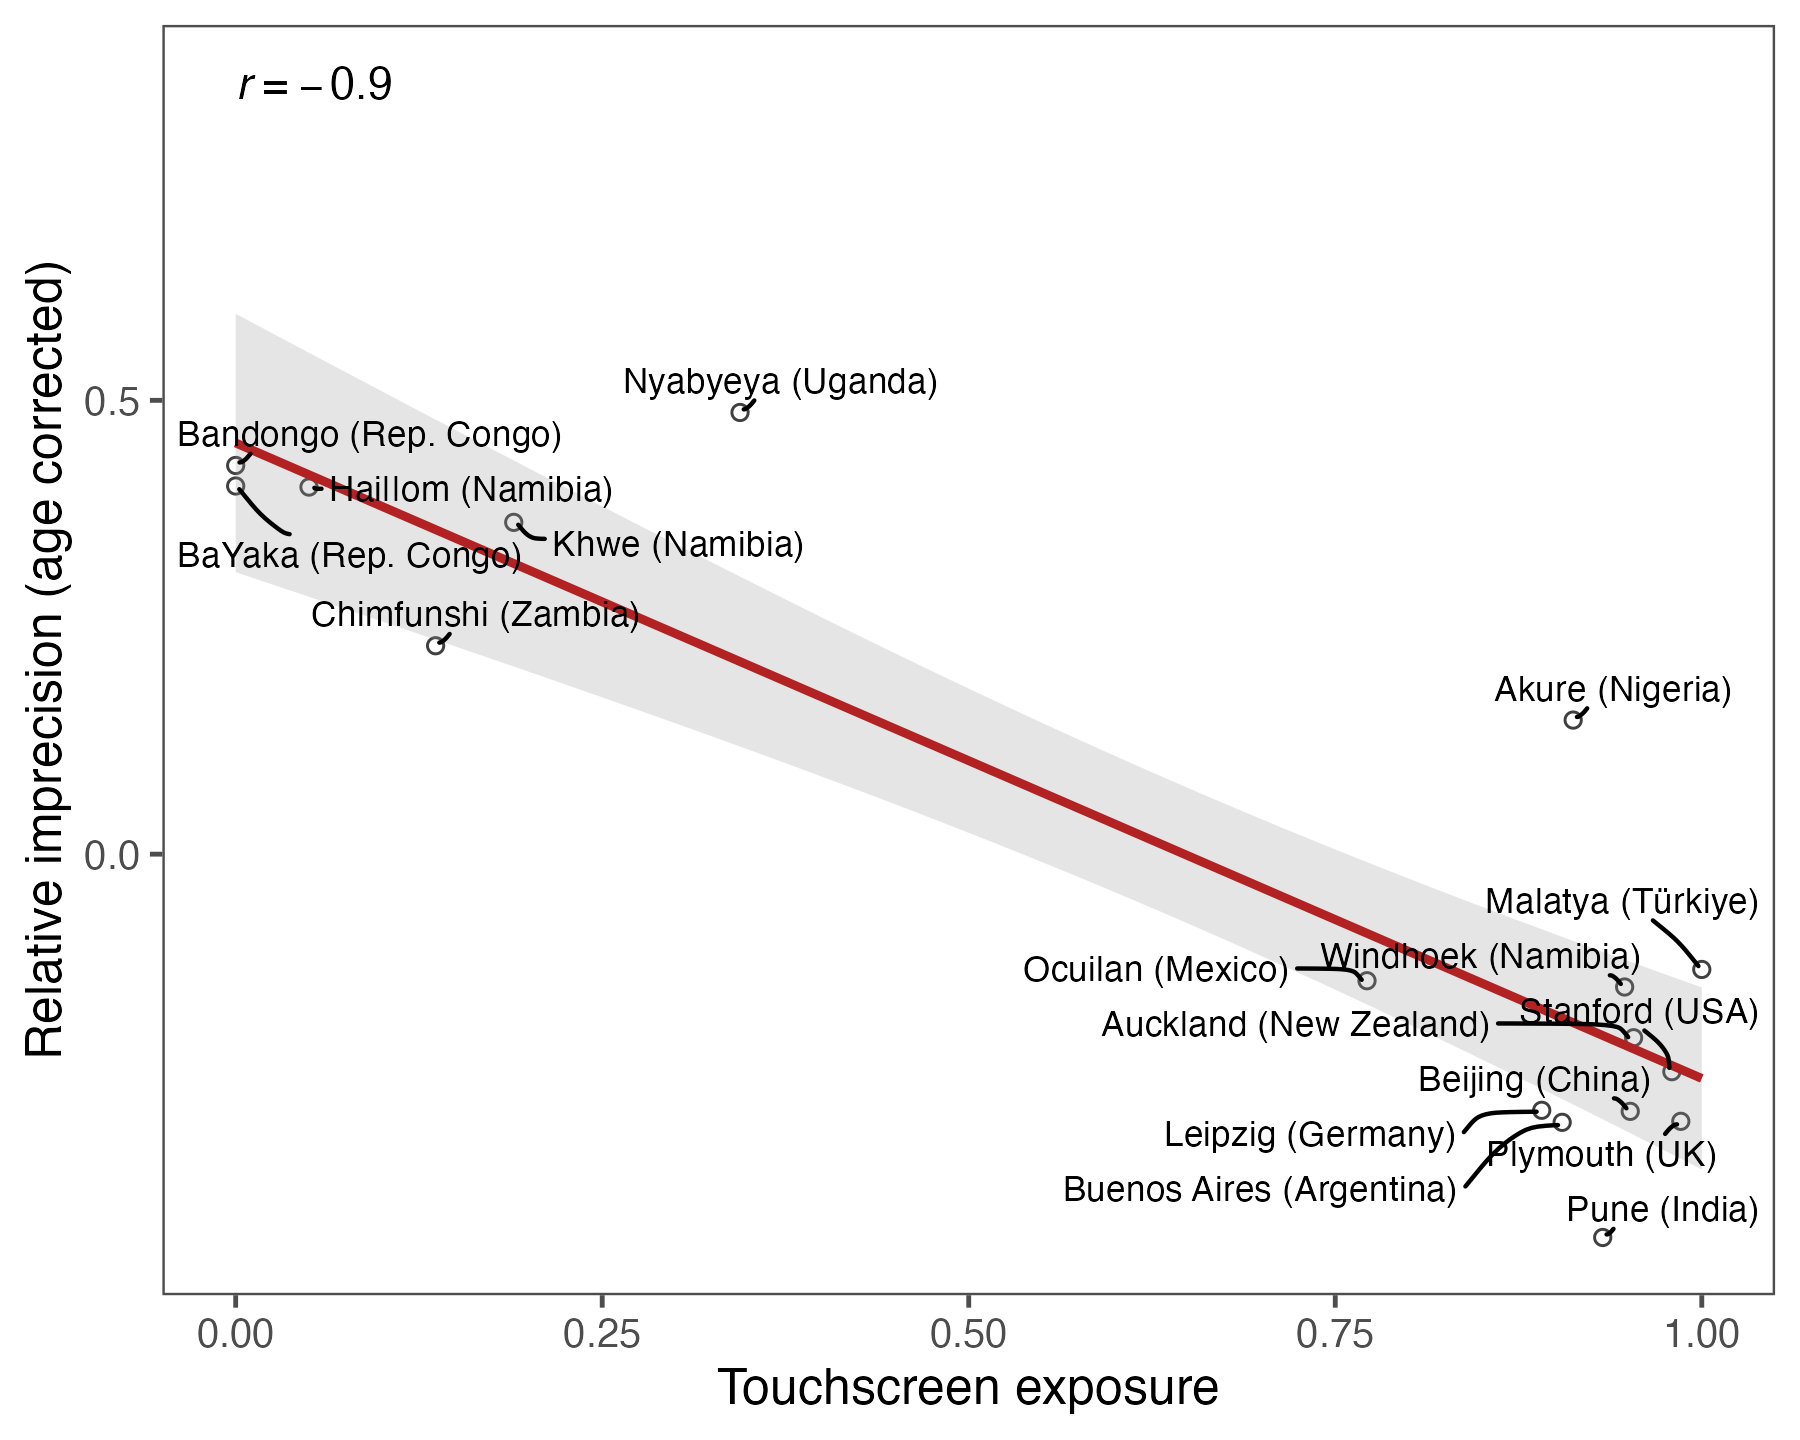 r = −0.9
Relative imprecision (age corrected)
0.5
0.0
Nyabyeya (Uganda)
Bandongo (Rep. Congo)
Haillom (Namibia)
Khwe (Namibia)
BaYaka (Rep. Congo)
Chimfunshi (Zambia)
Akure (Nigeria)
Malatya (Türkiye)
Windhoek (Namibia)
Ocuilan (Mexico)
Stanford (USA)
Auckland (New Zealand)
Beijing (China)
Leipzig (Germany)
Plymouth (UK)
Buenos Aires (Argentina)
Pune (India)
0.00 0.25 0.50 0.75 1.00
Touchscreen exposure